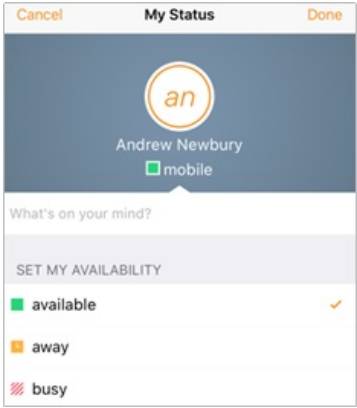 Cancel My Status Done
an
Andrew Newbury
mobile
What's on your mind?
SET MY AVAILABILITY
available
away
busy